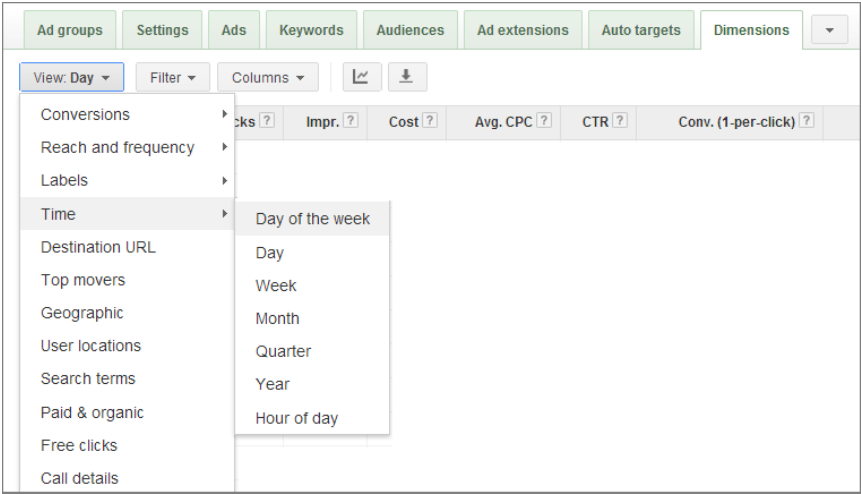 Ad groups Settings Ads Keywords Audiences Ad extensions Auto targets Dimensions
View: Day Filter Columns
cks ? Impr. ? Cost ? Avg. CPC ? CTR ? Conv. (1-per-click) ?
Conversions
Reach and frequency
Labels
Time
Destination URL
Top movers
Geographic
User locations
Search terms
Paid & organic
Free clicks
Call details
Day of the week
Day
Week
Month
Quarter
Year
Hour of day